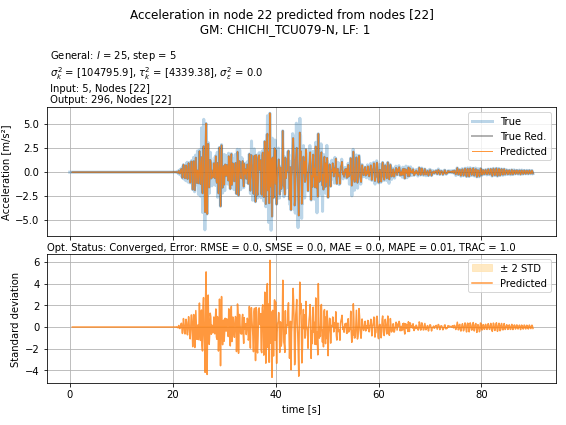 Acceleration in node 22 predicted from nodes [22]
GM: CHICHI_TCU079-N, LF: 1
General: l = 25, step = 5
σ²ₖ = [104795.9], τ²ₖ = [4339.38], σ²ε = 0.0
Input: 5, Nodes [22]
Output: 296, Nodes [22]
Acceleration [m/s²]
5.0
2.5
0.0
−2.5
−5.0
True
True Red.
Predicted
Opt. Status: Converged, Error: RMSE = 0.0, SMSE = 0.0, MAE = 0.0, MAPE = 0.01, TRAC = 1.0
Standard deviation
6
4
2
0
−2
−4
± 2 STD
Predicted
0
20
40
60
80
time [s]